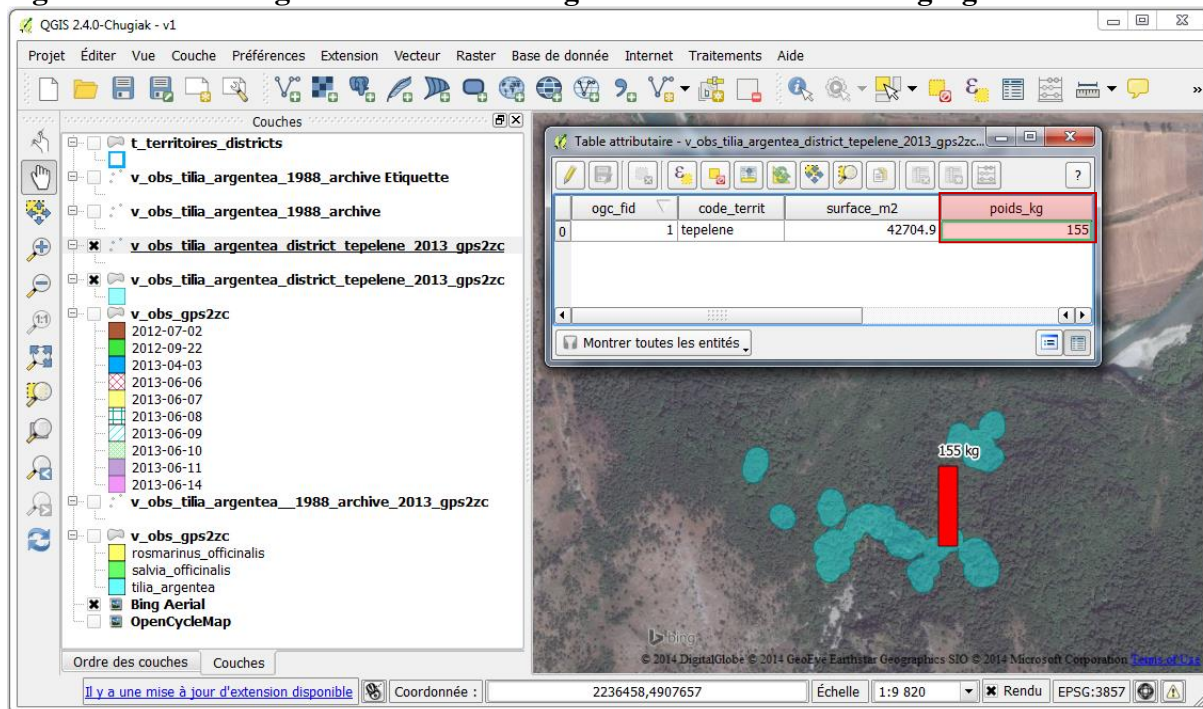 QGIS 2.4.0-Chugiak - v1
Projet Éditer Vue Couche Préférences Extension Vecteur Raster Base de donnée Internet Traitements Aide
Couches
t_territoires_districts
v_obs_tilia_argentea_1988_archive Etiquette
v_obs_tilia_argentea_1988_archive
v_obs_tilia_argentea_district_tepelene_2013_gps2zc
v_obs_tilia_argentea_district_tepelene_2013_gps2zc
v_obs_gps2zc
2012-07-02
2012-09-22
2013-04-03
2013-06-06
2013-06-07
2013-06-08
2013-06-09
2013-06-10
2013-06-11
2013-06-14
v_obs_tilia_argentea__1988_archive_2013_gps2zc
v_obs_gps2zc
rosmarinus_officinalis
salvia_officinalis
tilia_argentea
Bing Aerial
OpenCycleMap
Ordre des couches Couches
Table attributaire - v_obs_tilia_argentea_district_tepelene_2013_gps2zc...
ogc_fid code_territ surface_m2 poids_kg
0 1 tepelene 42704.9 155
Montrer toutes les entités
155 kg
bing
© 2014 DigitalGlobe © 2014 GeoEye Earthstar Geographics SIO © 2014 Microsoft Corporation Terms of Use
Il y a une mise à jour d'extension disponible Coordonnée : 2236458,4907657 Échelle 1:9 820 Rendu EPSG:3857